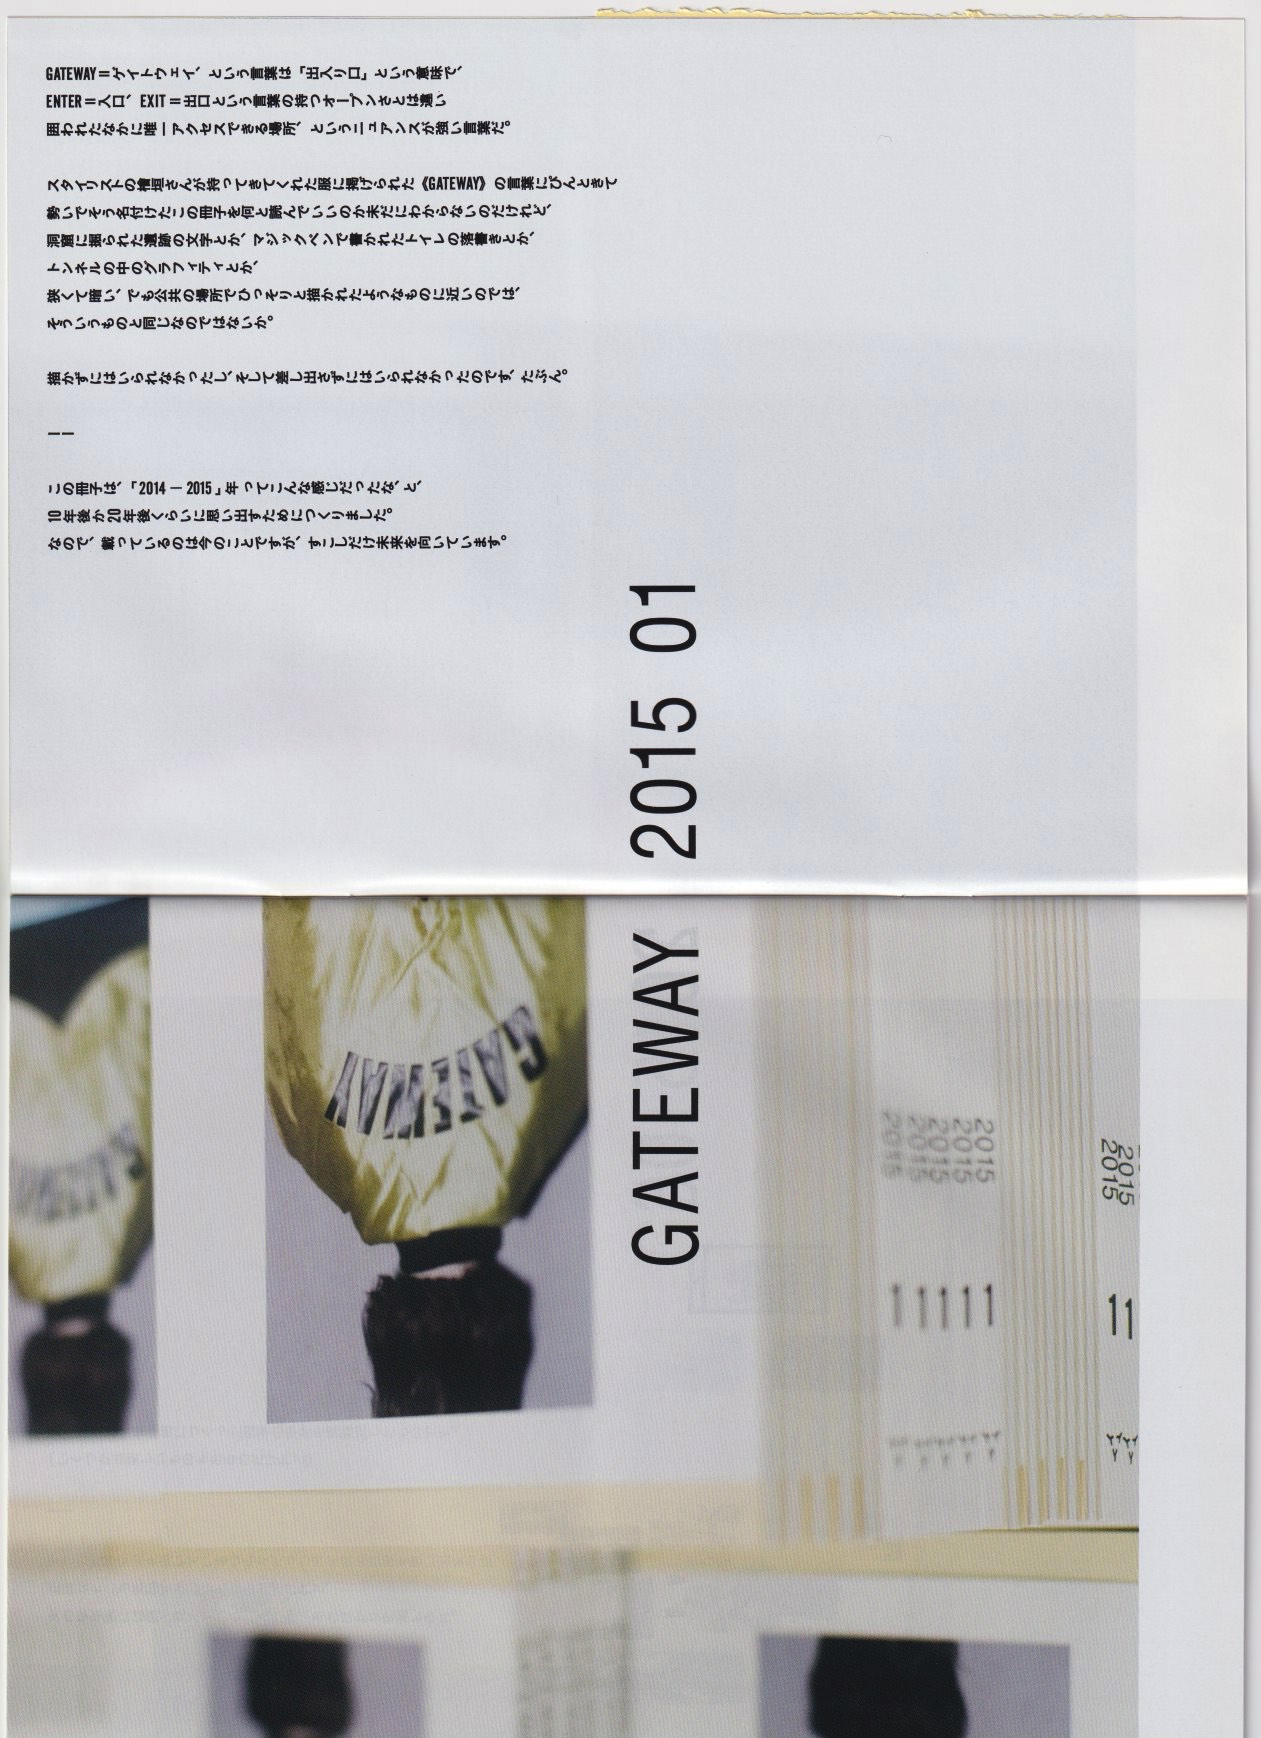 GATEWAY 2015 01
GATEWAY
GATEWAY
11
2015
2015
2015
2015
2015
2015
2015
GATEWAY＝ゲイトウェイ、という言葉は「出入り口」という意味で、
ENTER＝入口、EXIT＝出口という言葉の持つオープンさとは違い
囲われたなかに唯一アクセスできる場所、というニュアンスが強い言葉だ。
スタイリストの檜垣さんが持ってきてくれた服に掲げられた《GATEWAY》の言葉にぴんときて
勢いでそう名付けたこの冊子を何と読んでいいのか未だにわからないのだけれど、
洞窟に掘られた遺跡の文字とか、マジックペンで書かれたトイレの落書きとか、
トンネルの中のグラフィティとか、
狭くて暗い、でも公共の場所でひっそりと描かれたようなものに近いのでは、
そういうものと同じなのではないか。
描かずにはいられなかったし、そして差し出さずにはいられなかったのです、たぶん。
——
この冊子は、「2014 — 2015」年ってこんな感じだったな、と、
10年後か20年後くらいに思い出すためにつくりました。
なので、載っているのは今のことですが、すこしだけ未来を向いています。